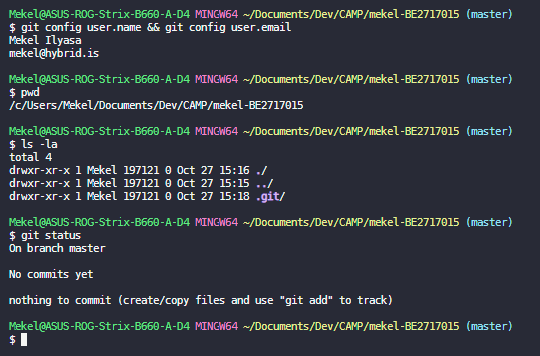 Mekel@ASUS-ROG-Strix-B660-A-D4 MINGW64 ~/Documents/Dev/CAMP/mekel-BE2717015 (master)
$ git config user.name && git config user.email
Mekel Ilyasa
mekel@hybrid.is
Mekel@ASUS-ROG-Strix-B660-A-D4 MINGW64 ~/Documents/Dev/CAMP/mekel-BE2717015 (master)
$ pwd
/c/Users/Mekel/Documents/Dev/CAMP/mekel-BE2717015
Mekel@ASUS-ROG-Strix-B660-A-D4 MINGW64 ~/Documents/Dev/CAMP/mekel-BE2717015 (master)
$ ls -la
total 4
drwxr-xr-x 1 Mekel 197121 0 Oct 27 15:16 ./
drwxr-xr-x 1 Mekel 197121 0 Oct 27 15:15 ../
drwxr-xr-x 1 Mekel 197121 0 Oct 27 15:18 .git/
Mekel@ASUS-ROG-Strix-B660-A-D4 MINGW64 ~/Documents/Dev/CAMP/mekel-BE2717015 (master)
$ git status
On branch master
No commits yet
nothing to commit (create/copy files and use "git add" to track)
Mekel@ASUS-ROG-Strix-B660-A-D4 MINGW64 ~/Documents/Dev/CAMP/mekel-BE2717015 (master)
$